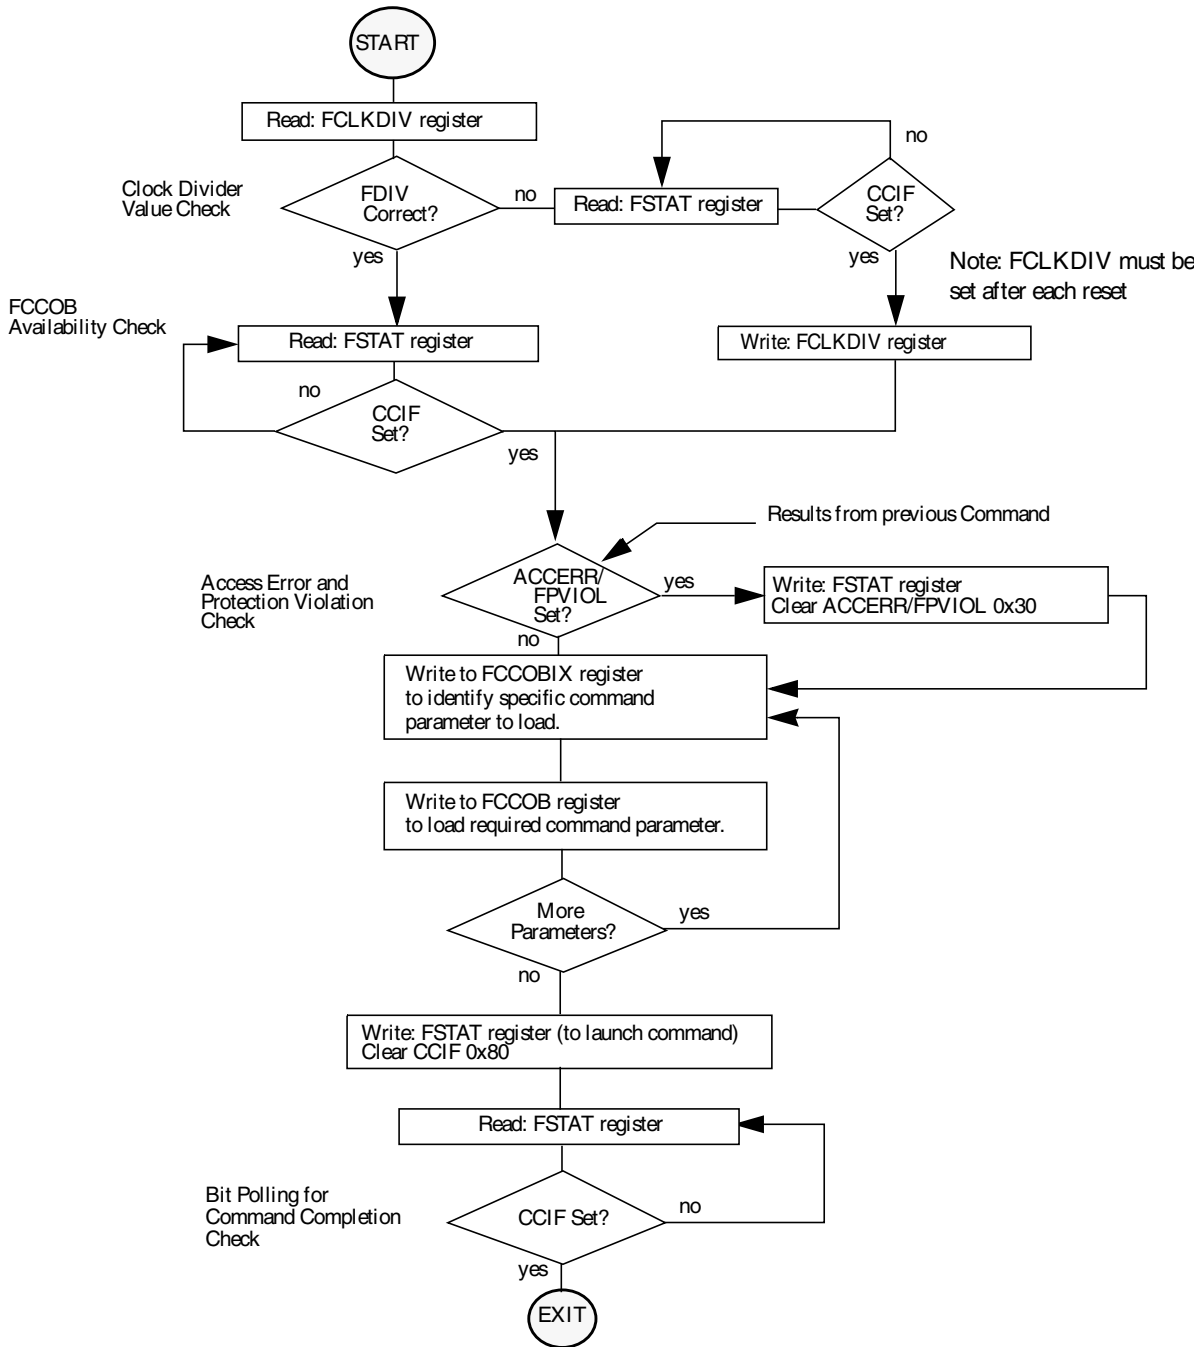 START
Read: FCLKDIV register
no
Clock Divider
Value Check
FDIV
Correct?
no
Read: FSTAT register
CCIF
Set?
yes
yes
Note: FCLKDIV must be
set after each reset
FCCOB
Availability Check
Read: FSTAT register
Write: FCLKDIV register
no
CCIF
Set?
yes
Results from previous Command
Access Error and
Protection Violation
Check
ACCERR/
FPVIOL
Set?
yes
Write: FSTAT register
Clear ACCERR/FPVIOL 0x30
no
Write to FCCOBIX register
to identify specific command
parameter to load.
Write to FCCOB register
to load required command parameter.
More
Parameters?
yes
no
Write: FSTAT register (to launch command)
Clear CCIF 0x80
Read: FSTAT register
Bit Polling for
Command Completion
Check
CCIF Set?
no
yes
EXIT